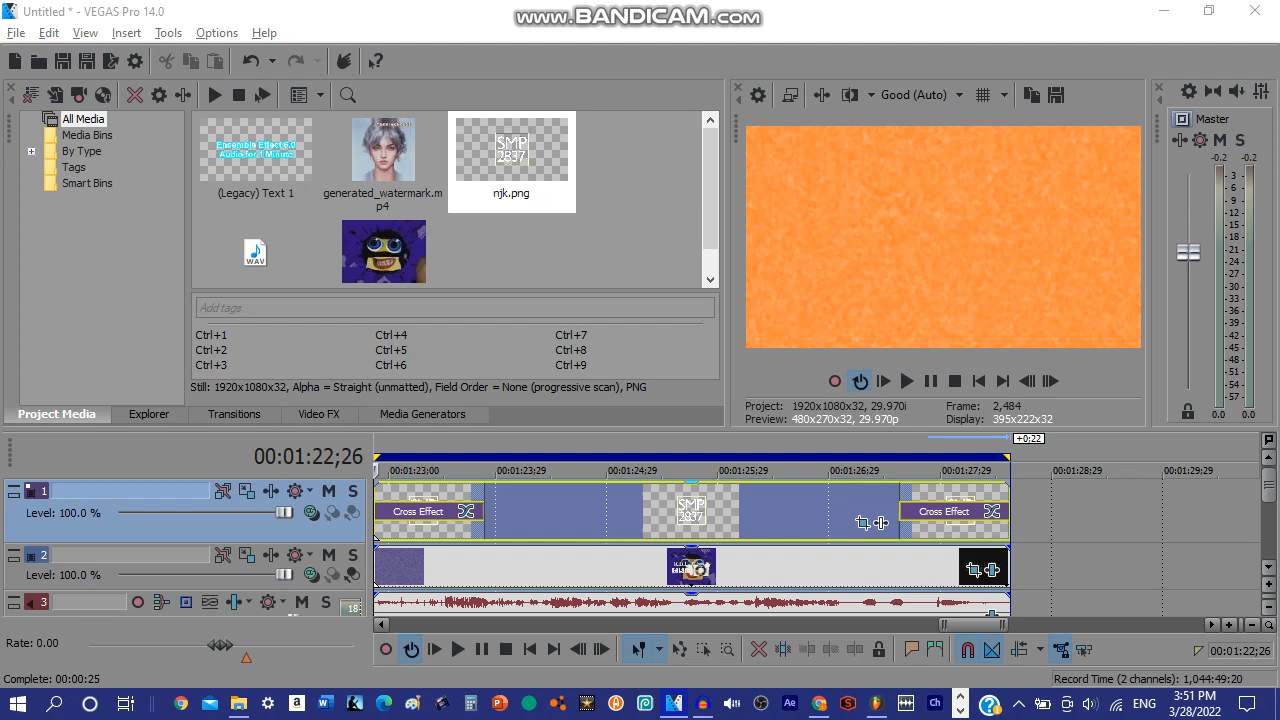 Untitled * - VEGAS Pro 14.0
www.BANDICAM.com
File Edit View Insert Tools Options Help
Good (Auto)
All Media
Media Bins
By Type
Tags
Smart Bins
Ensemble Effect 6.0
Audio for 1 Minute
(Legacy) Text 1
generated_watermark.m
p4
SMP
2837
njk.png
WAV
Add tags
Ctrl+1 Ctrl+4 Ctrl+7
Ctrl+2 Ctrl+5 Ctrl+8
Ctrl+3 Ctrl+6 Ctrl+9
Still: 1920x1080x32, Alpha = Straight (unmatted), Field Order = None (progressive scan), PNG
Project Media Explorer Transitions Video FX Media Generators
Project: 1920x1080x32, 29.970i Frame: 2,484
Preview: 480x270x32, 29.970p Display: 395x222x32
Master
M S
-0.2 -0.2
3
6
9
12
15
18
21
24
27
30
33
36
39
42
45
48
51
54
57
0.0 0.0
+0:22
00:01:22;26
00:01:23;00 00:01:23;29 00:01:24;29 00:01:25;29 00:01:26;29 00:01:27;29 00:01:28;29 00:01:29;29
1 M S
Level: 100.0 %
Cross Effect
SMP
2837
Cross Effect
2 M S
Level: 100.0 %
3 M S
18
Rate: 0.00
00:01:22;26
Complete: 00:00:25
Record Time (2 channels): 1,044:49:20
ENG
3:51 PM
3/28/2022